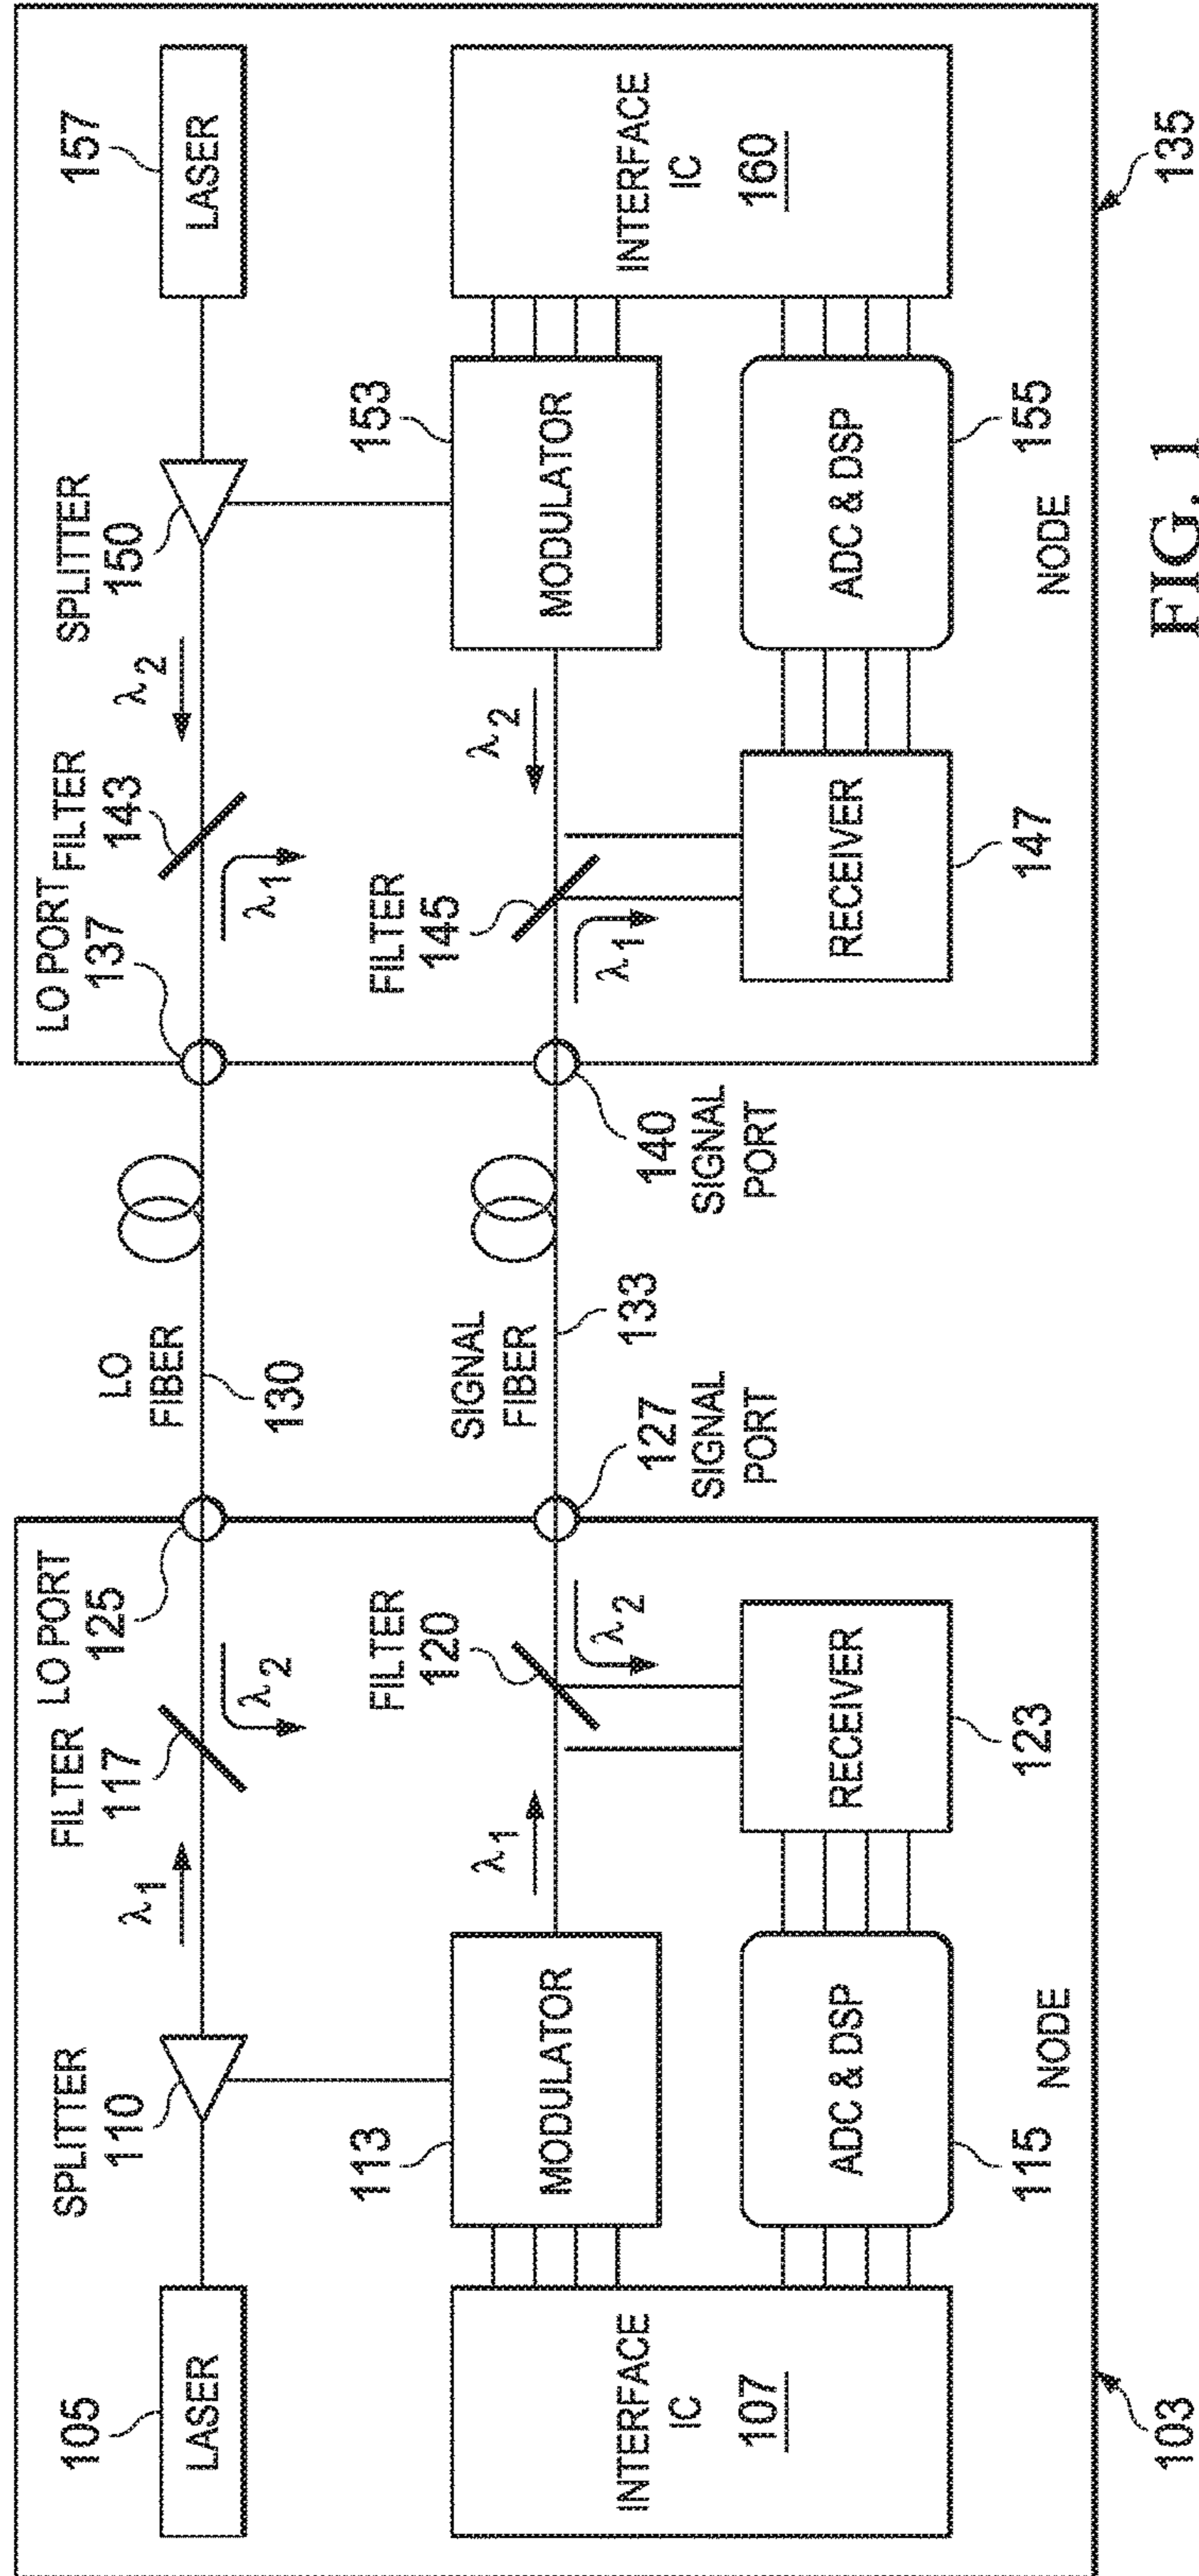 105
LASER
SPLITTER
110
λ1
FILTER
117
LO PORT
125
λ2
LO
FIBER
130
LO PORT
137
FILTER
143
λ1
λ2
SPLITTER
150
157
LASER
113
MODULATOR
λ1
FILTER
120
λ2
127
SIGNAL
PORT
SIGNAL
FIBER
133
140
SIGNAL
PORT
FILTER
145
λ1
λ2
153
MODULATOR
INTERFACE
IC
107
ADC & DSP
115
RECEIVER
123
NODE
103
RECEIVER
147
ADC & DSP
155
INTERFACE
IC
160
NODE
135
FIG. 1